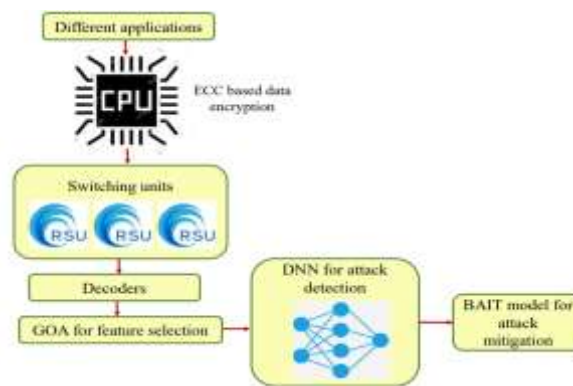 Different applications
CPU
ECC based data
encryption
Switching units
RSU RSU RSU
Decoders
GOA for feature selection
DNN for attack
detection
BAIT model for
attack
mitigation